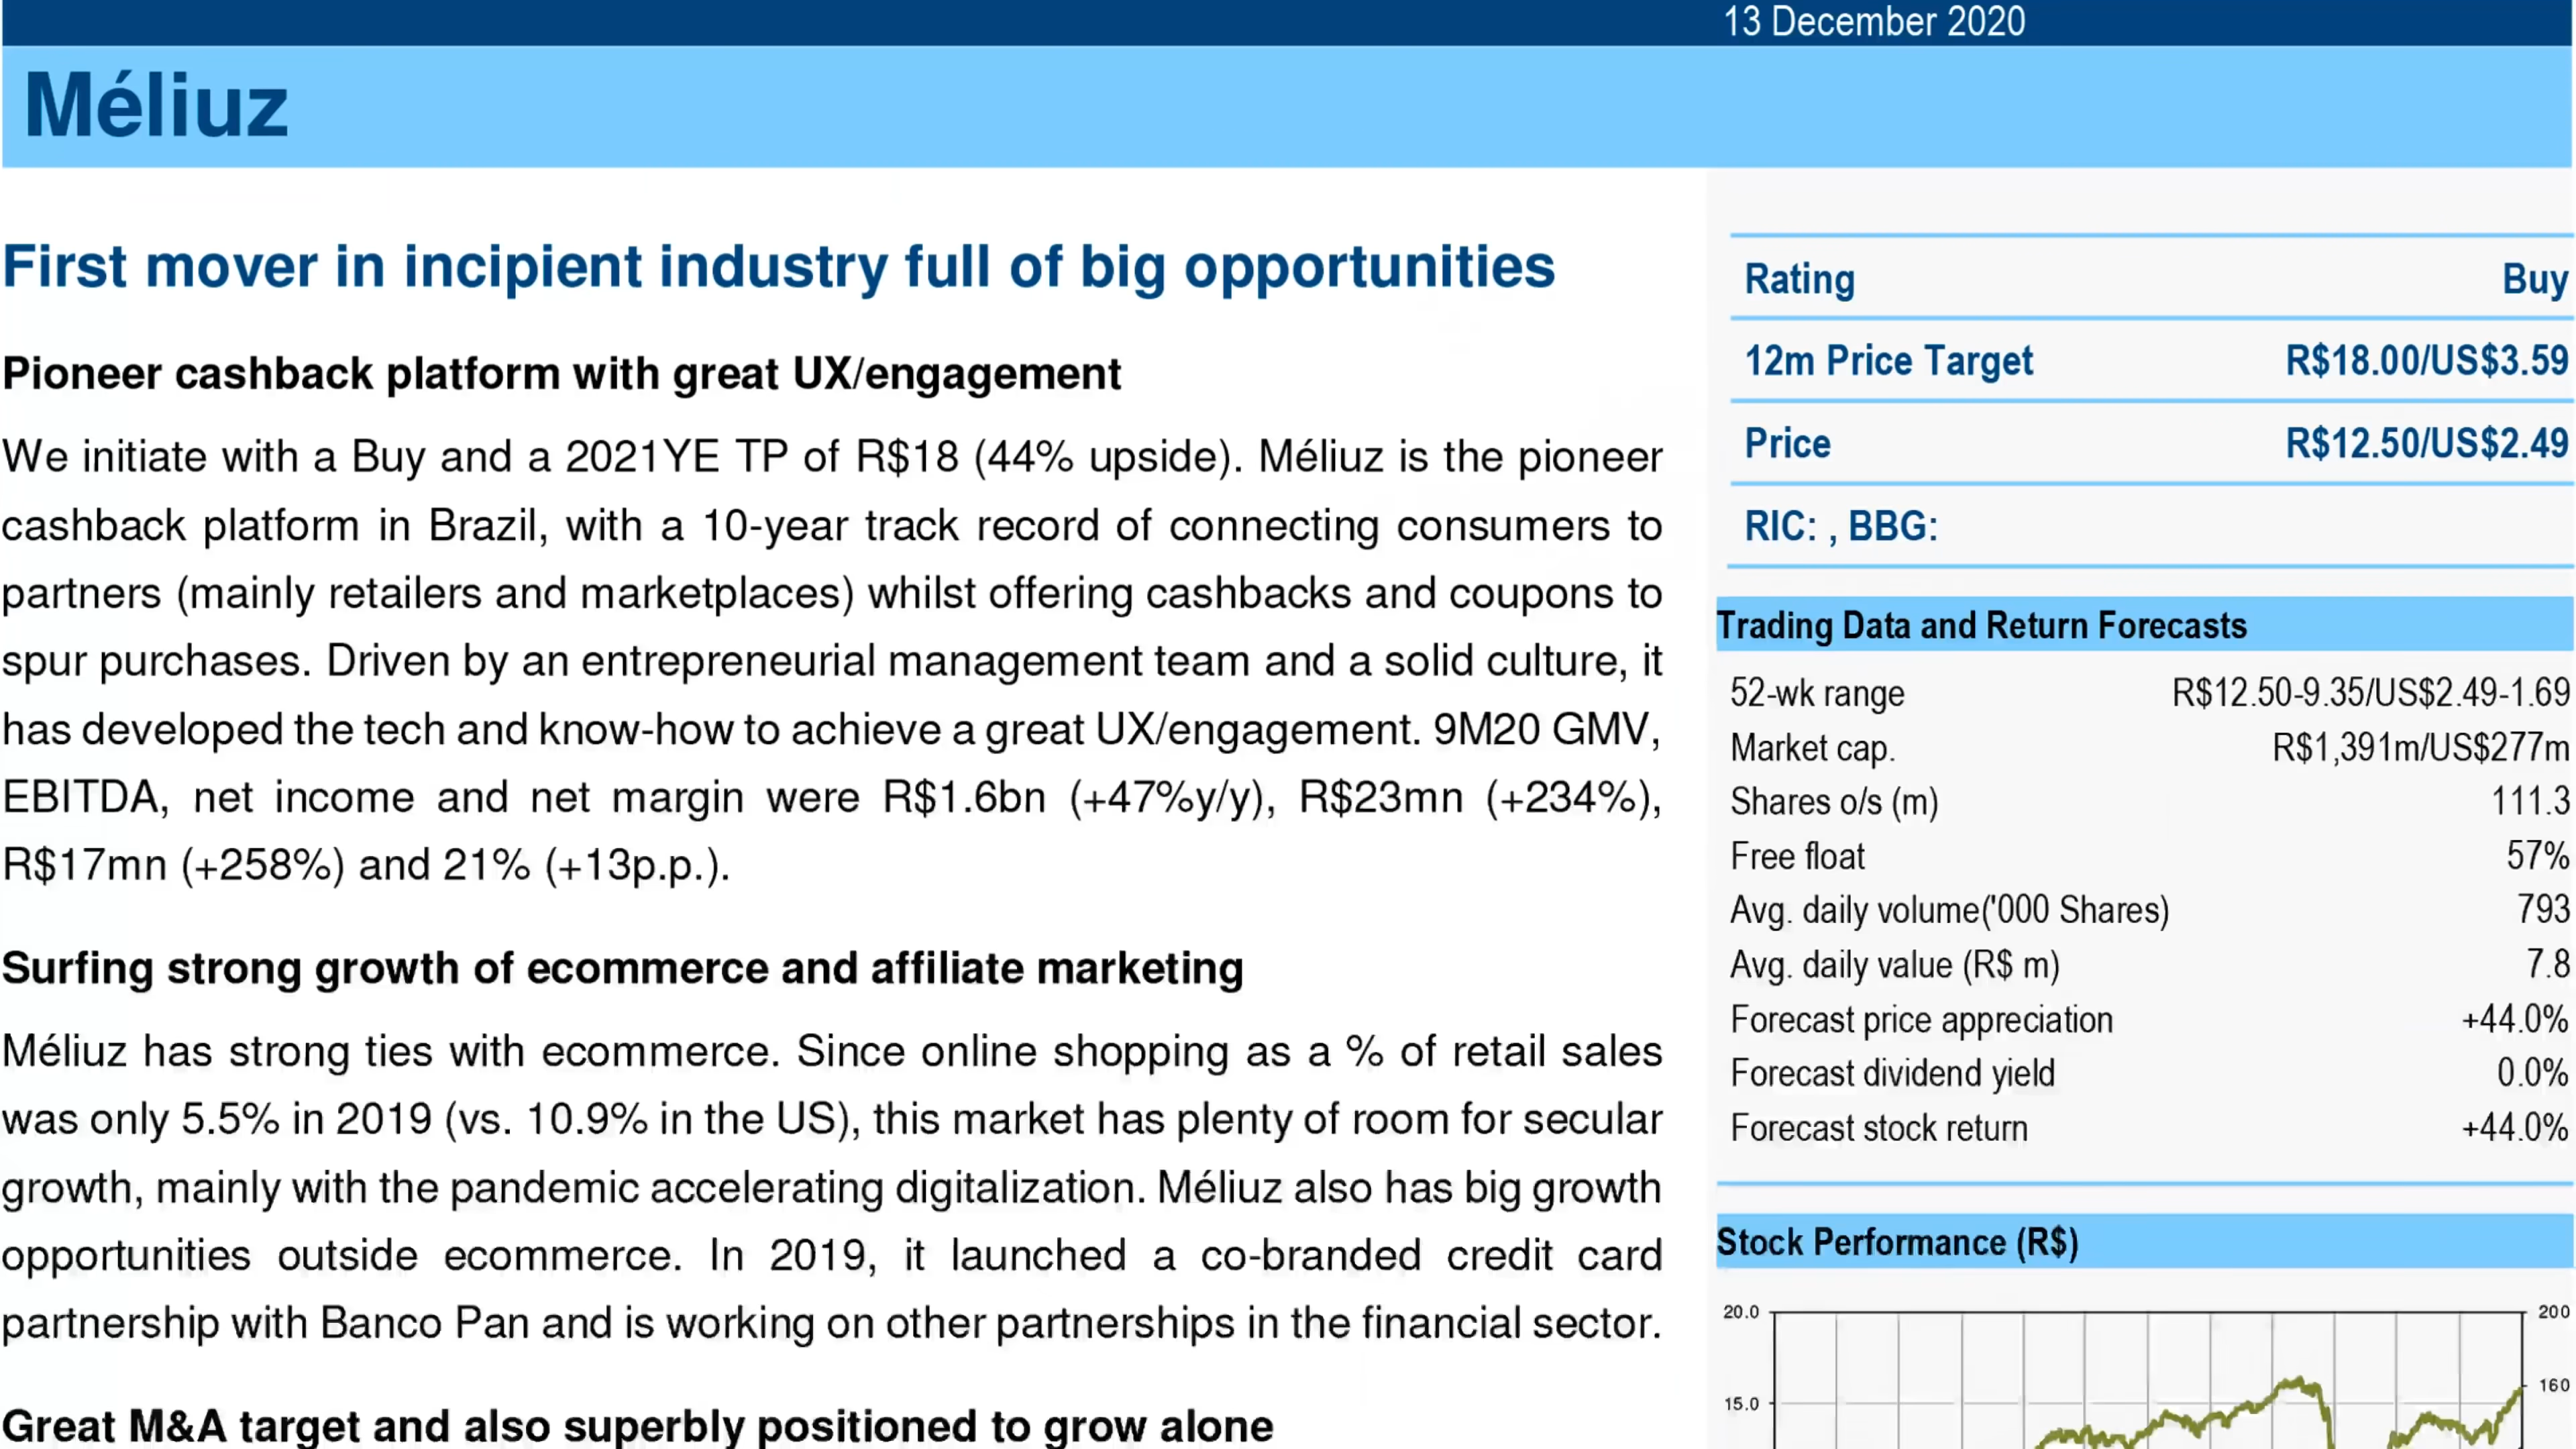 13 December 2020
Méliuz
First mover in incipient industry full of big opportunities
Pioneer cashback platform with great UX/engagement
We initiate with a Buy and a 2021YE TP of R$18 (44% upside). Méliuz is the pioneer
cashback platform in Brazil, with a 10-year track record of connecting consumers to
partners (mainly retailers and marketplaces) whilst offering cashbacks and coupons to
spur purchases. Driven by an entrepreneurial management team and a solid culture, it
has developed the tech and know-how to achieve a great UX/engagement. 9M20 GMV,
EBITDA, net income and net margin were R$1.6bn (+47%y/y), R$23mn (+234%),
R$17mn (+258%) and 21% (+13p.p.).
Surfing strong growth of ecommerce and affiliate marketing
Méliuz has strong ties with ecommerce. Since online shopping as a % of retail sales
was only 5.5% in 2019 (vs. 10.9% in the US), this market has plenty of room for secular
growth, mainly with the pandemic accelerating digitalization. Méliuz also has big growth
opportunities outside ecommerce. In 2019, it launched a co-branded credit card
partnership with Banco Pan and is working on other partnerships in the financial sector.
Great M&A target and also superbly positioned to grow alone
Rating Buy
12m Price Target R$18.00/US$3.59
Price R$12.50/US$2.49
RIC: , BBG:
Trading Data and Return Forecasts
52-wk range R$12.50-9.35/US$2.49-1.69
Market cap. R$1,391m/US$277m
Shares o/s (m) 111.3
Free float 57%
Avg. daily volume('000 Shares) 793
Avg. daily value (R$ m) 7.8
Forecast price appreciation +44.0%
Forecast dividend yield 0.0%
Forecast stock return +44.0%
Stock Performance (R$)
20.0 200
160
15.0